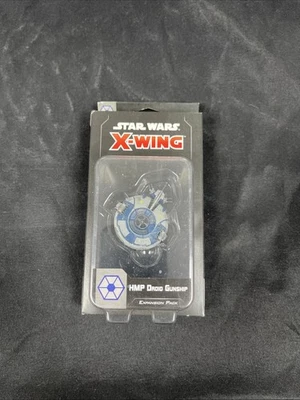 STAR WARS
X-WING
HMP DROID GUNSHIP
EXPANSION PACK